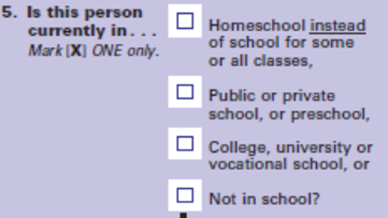 5. Is this person
currently in . . .
Mark [X] ONE only.
Homeschool instead
of school for some
or all classes,
Public or private
school, or preschool,
College, university or
vocational school, or
Not in school?